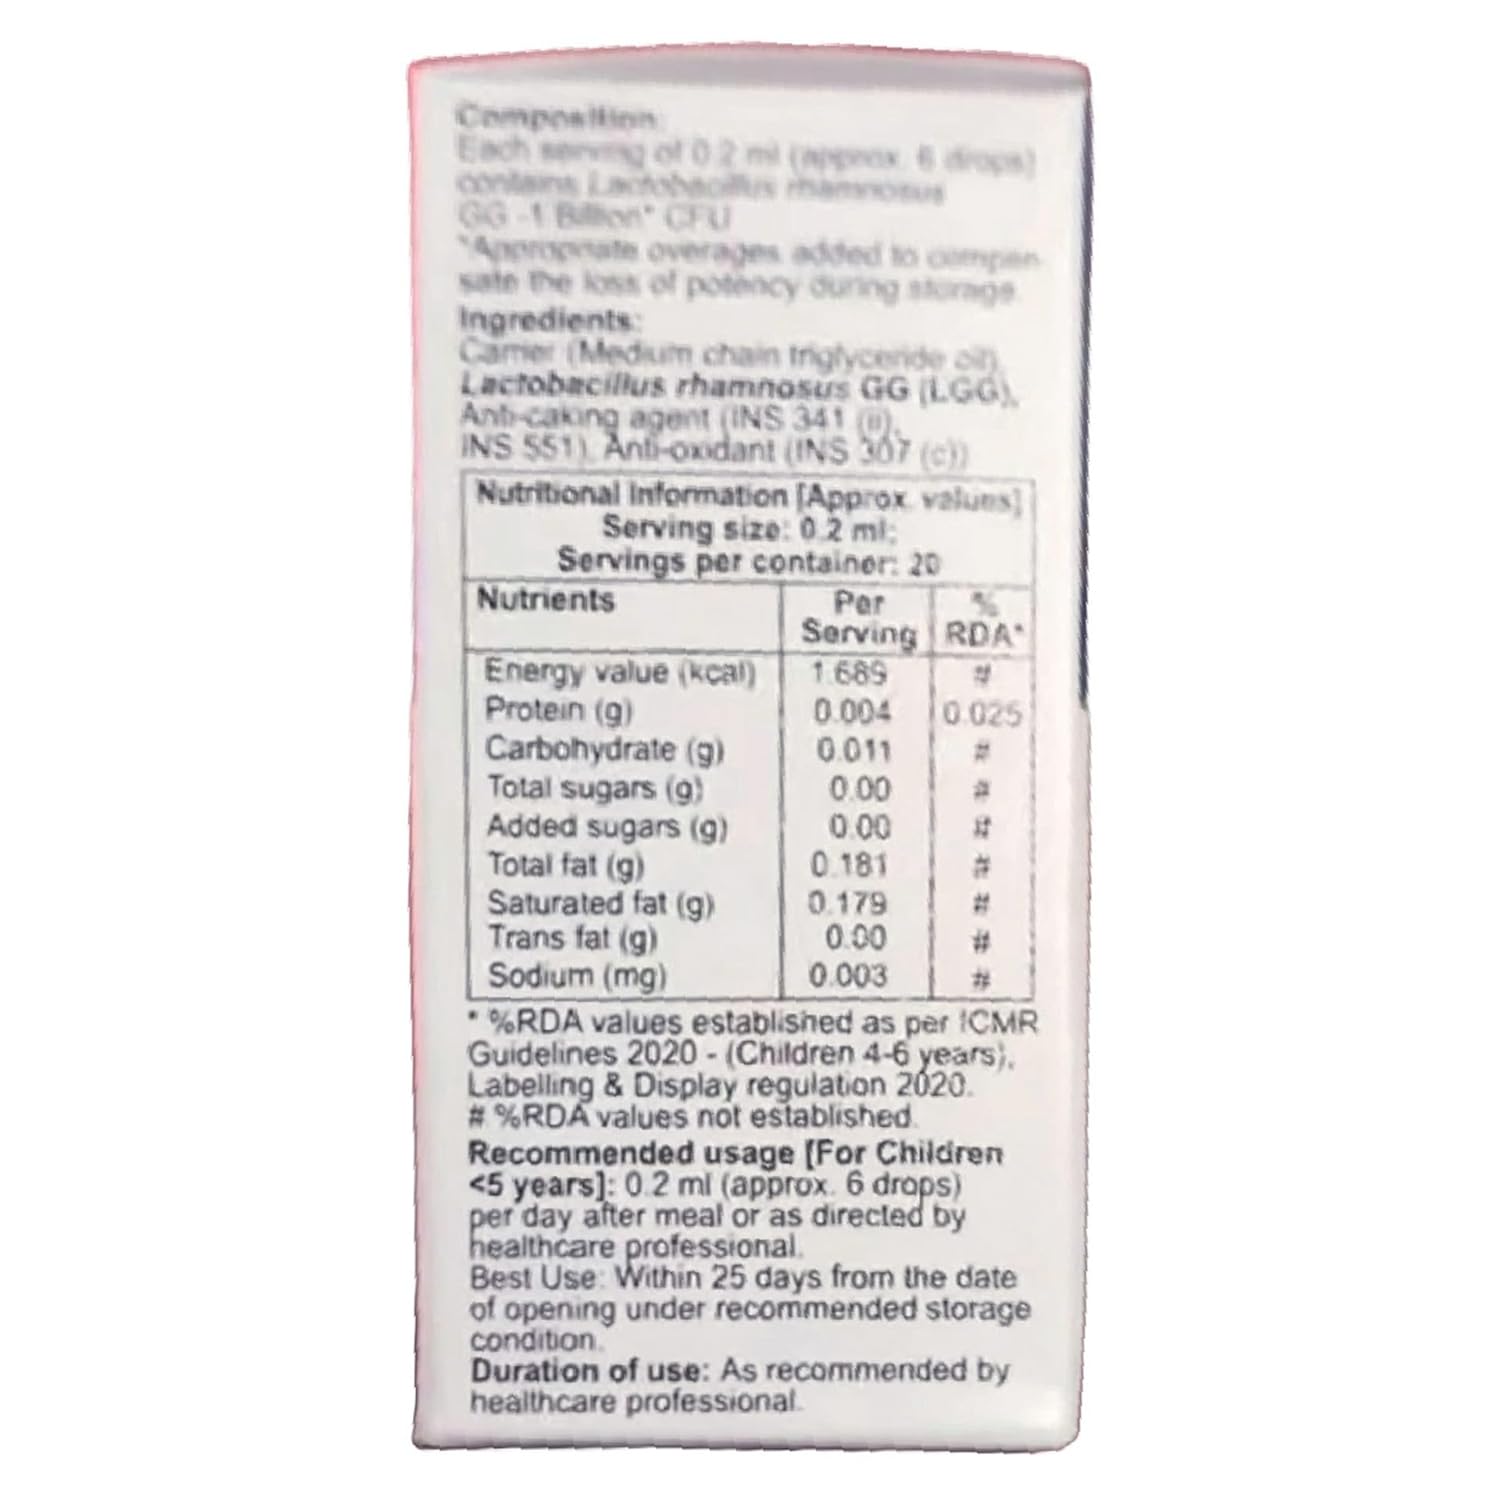 Composition:
Each serving of 0.2 ml (approx. 6 drops)
contains Lactobacillus rhamnosus
GG -1 Billion* CFU
*Appropriate overages added to compen-
sate the loss of potency during storage.
Ingredients:
Carrier (Medium chain triglyceride oil),
Lactobacillus rhamnosus GG (LGG),
Anti-caking agent (INS 341 (ii),
INS 551), Anti-oxidant (INS 307 (c))
Nutritional Information [Approx. values]
Serving size: 0.2 ml;
Servings per container: 20
Nutrients Per Serving % RDA*
Energy value (kcal) 1.689 #
Protein (g) 0.004 0.025
Carbohydrate (g) 0.011 #
Total sugars (g) 0.00 #
Added sugars (g) 0.00 #
Total fat (g) 0.181 #
Saturated fat (g) 0.179 #
Trans fat (g) 0.00 #
Sodium (mg) 0.003 #
* %RDA values established as per ICMR
Guidelines 2020 - (Children 4-6 years),
Labelling & Display regulation 2020.
# %RDA values not established.
Recommended usage [For Children
<5 years]: 0.2 ml (approx. 6 drops)
per day after meal or as directed by
healthcare professional.
Best Use: Within 25 days from the date
of opening under recommended storage
condition.
Duration of use: As recommended by
healthcare professional.